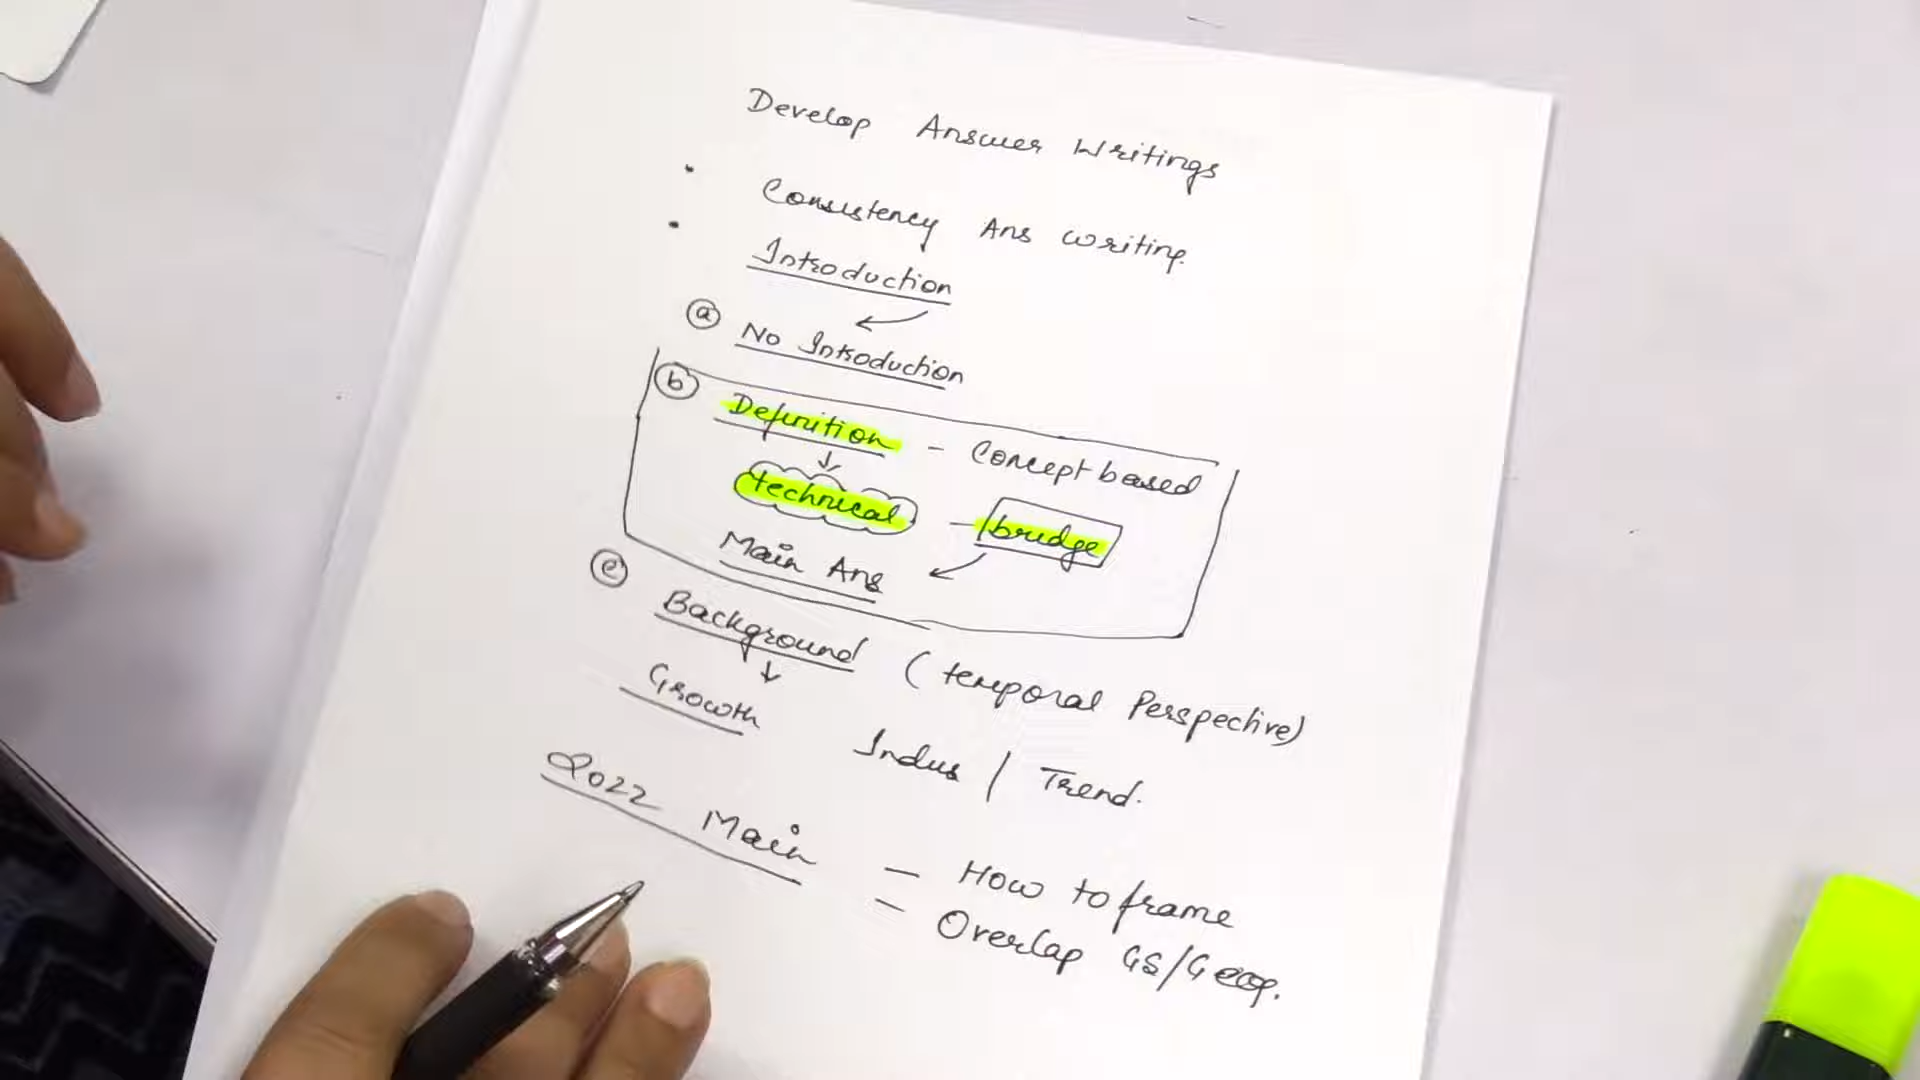 Develop Answer Writings
• Consistency Ans writing.
• Introduction
(a) No Introduction
(b) Definition - Concept based
technical - bridge
Main Ans
(c) Background (temporal Perspective)
Growth Indus / Trend.
2022 Main - How to frame
- Overlap GS/Geog.